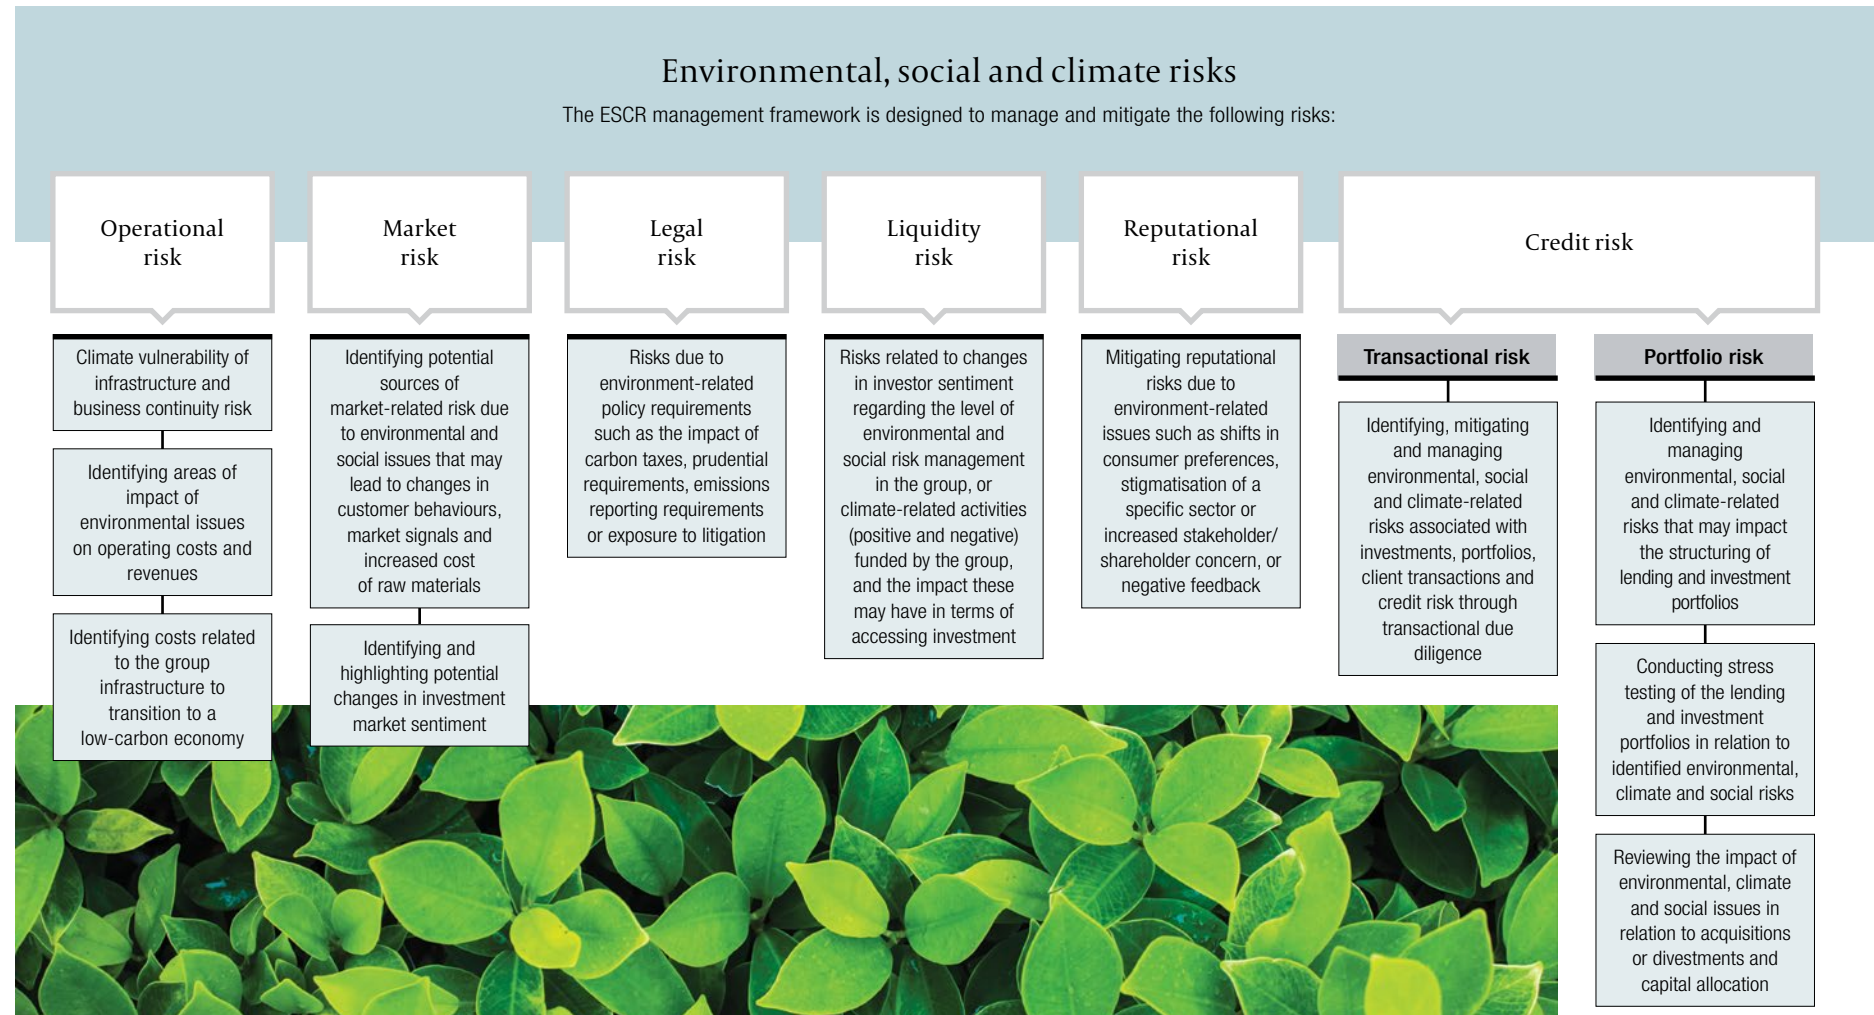 Environmental, social and climate risks
The ESCR management framework is designed to manage and mitigate the following risks:
Operational
risk
Climate vulnerability of
infrastructure and
business continuity risk
Identifying areas of
impact of
environmental issues
on operating costs and
revenues
Identifying costs related
to the group
infrastructure to
transition to a
low-carbon economy
Market
risk
Identifying potential
sources of
market-related risk due
to environmental and
social issues that may
lead to changes in
customer behaviours,
market signals and
increased cost
of raw materials
Identifying and
highlighting potential
changes in investment
market sentiment
Legal
risk
Risks due to
environment-related
policy requirements
such as the impact of
carbon taxes, prudential
requirements, emissions
reporting requirements
or exposure to litigation
Liquidity
risk
Risks related to changes
in investor sentiment
regarding the level of
environmental and
social risk management
in the group, or
climate-related activities
(positive and negative)
funded by the group,
and the impact these
may have in terms of
accessing investment
Reputational
risk
Mitigating reputational
risks due to
environment-related
issues such as shifts in
consumer preferences,
stigmatisation of a
specific sector or
increased stakeholder/
shareholder concern, or
negative feedback
Credit risk
Transactional risk
Identifying, mitigating
and managing
environmental, social
and climate-related
risks associated with
investments, portfolios,
client transactions and
credit risk through
transactional due
diligence
Portfolio risk
Identifying and
managing
environmental, social
and climate-related
risks that may impact
the structuring of
lending and investment
portfolios
Conducting stress
testing of the lending
and investment
portfolios in relation to
identified environmental,
climate and social risks
Reviewing the impact of
environmental, climate
and social issues in
relation to acquisitions
or divestments and
capital allocation